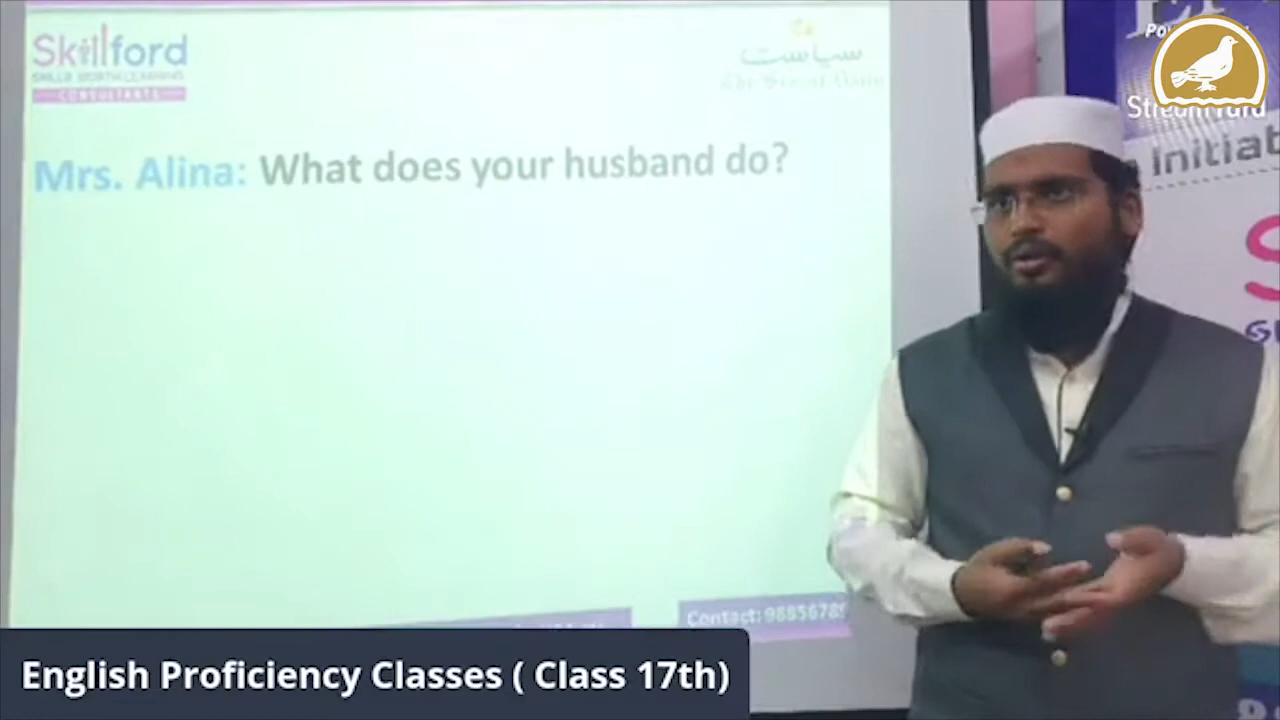 Skillford
SKILLS WORTH LEARNING
CONSULTANTS
سیاست
The Siasat Daily
Mrs. Alina: What does your husband do?
StreamYard
Initiat
Contact: 98856789
English Proficiency Classes ( Class 17th)